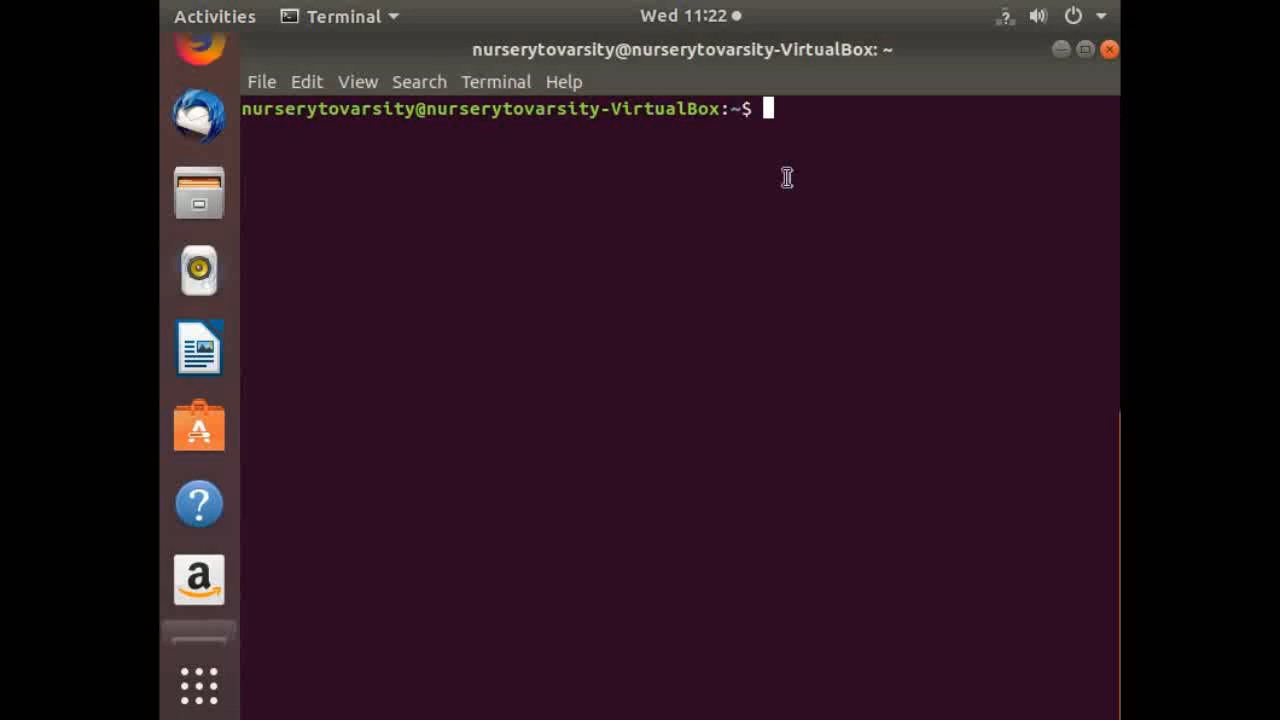 Activities Terminal Wed 11:22
nurserytovarsity@nurserytovarsity-VirtualBox: ~
File Edit View Search Terminal Help
nurserytovarsity@nurserytovarsity-VirtualBox:~$